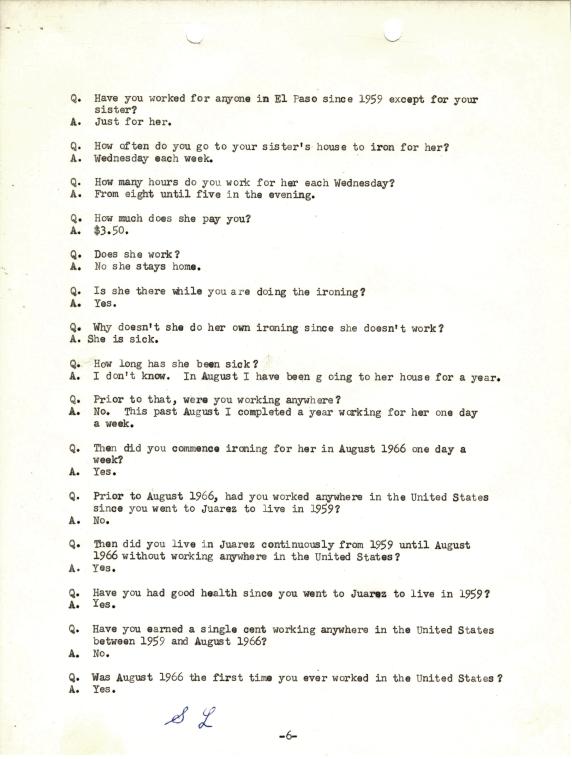 Q. Have you worked for anyone in El Paso since 1959 except for your
sister?
A. Just for her.
Q. How often do you go to your sister's house to iron for her?
A. Wednesday each week.
Q. How many hours do you work for her each Wednesday?
A. From eight until five in the evening.
Q. How much does she pay you?
A. $3.50.
Q. Does she work?
A. No she stays home.
Q. Is she there while you are doing the ironing?
A. Yes.
Q. Why doesn't she do her own ironing since she doesn't work?
A. She is sick.
Q. How long has she been sick?
A. I don't know. In August I have been g oing to her house for a year.
Q. Prior to that, were you working anywhere?
A. No. This past August I completed a year working for her one day
a week.
Q. Then did you commence ironing for her in August 1966 one day a
week?
A. Yes.
Q. Prior to August 1966, had you worked anywhere in the United States
since you went to Juarez to live in 1959?
A. No.
Q. Then did you live in Juarez continuously from 1959 until August
1966 without working anywhere in the United States?
A. Yes.
Q. Have you had good health since you went to Juarez to live in 1959?
A. Yes.
Q. Have you earned a single cent working anywhere in the United States
between 1959 and August 1966?
A. No.
Q. Was August 1966 the first time you ever worked in the United States?
A. Yes.
S L
-6-